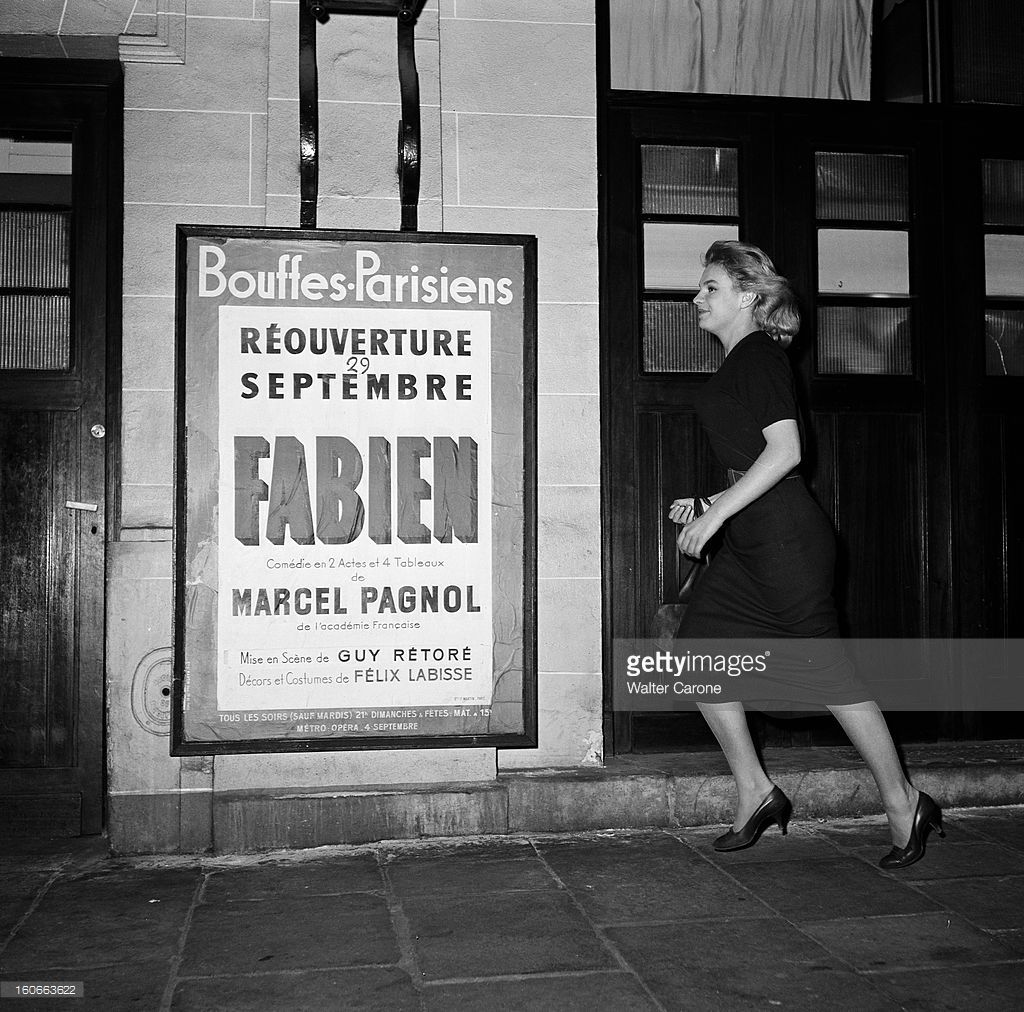 Bouffes-Parisiens
RÉOUVERTURE
29
SEPTEMBRE
FABIEN
Comédie en 2 Actes et 4 Tableaux
de
MARCEL PAGNOL
de l'académie Française
Mise en Scène de GUY RÉTORÉ
Décors et Costumes de FÉLIX LABISSE
TOUS LES SOIRS (SAUF MARDIS) 21H DIMANCHES & FÊTES: MAT. à 15H
MÉTRO: OPÉRA. 4 SEPTEMBRE
gettyimages®
Walter Carone
160663622